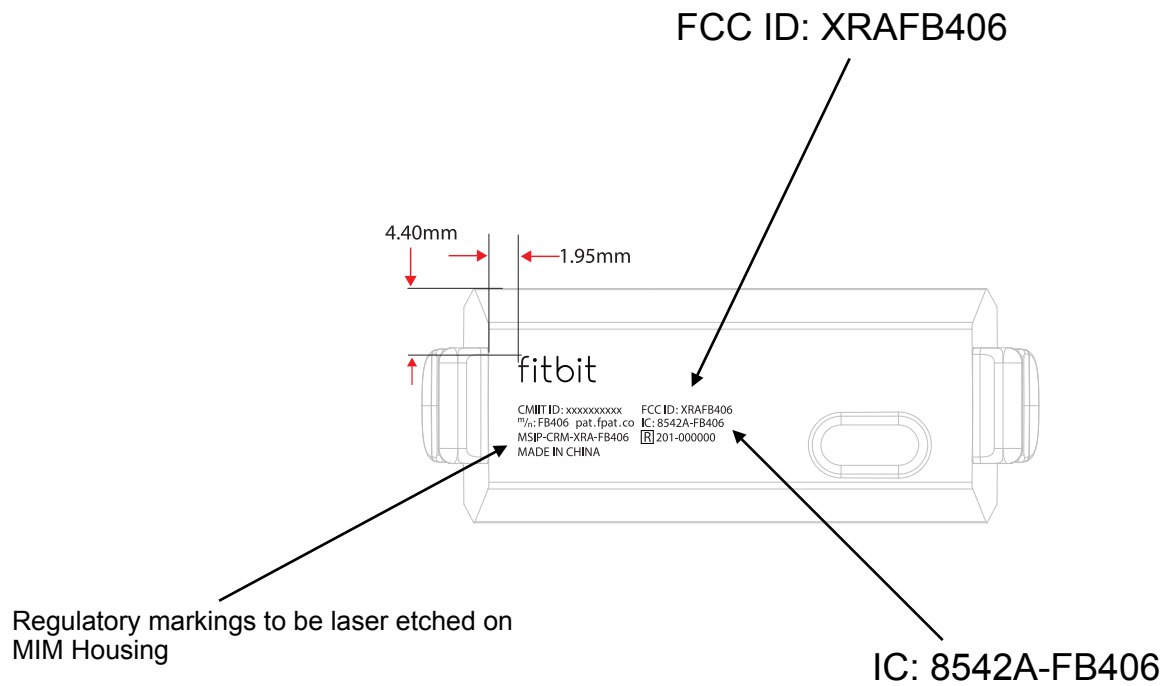 FCC ID: XRAFB406
4.40mm
1.95mm
fitbit
CMIIT ID: xxxxxxxxxx FCC ID: XRAFB406
m/n: FB406 pat.fpat.co IC: 8542A-FB406
MSIP-CRM-XRA-FB406 R 201-000000
MADE IN CHINA
Regulatory markings to be laser etched on
MIM Housing
IC: 8542A-FB406